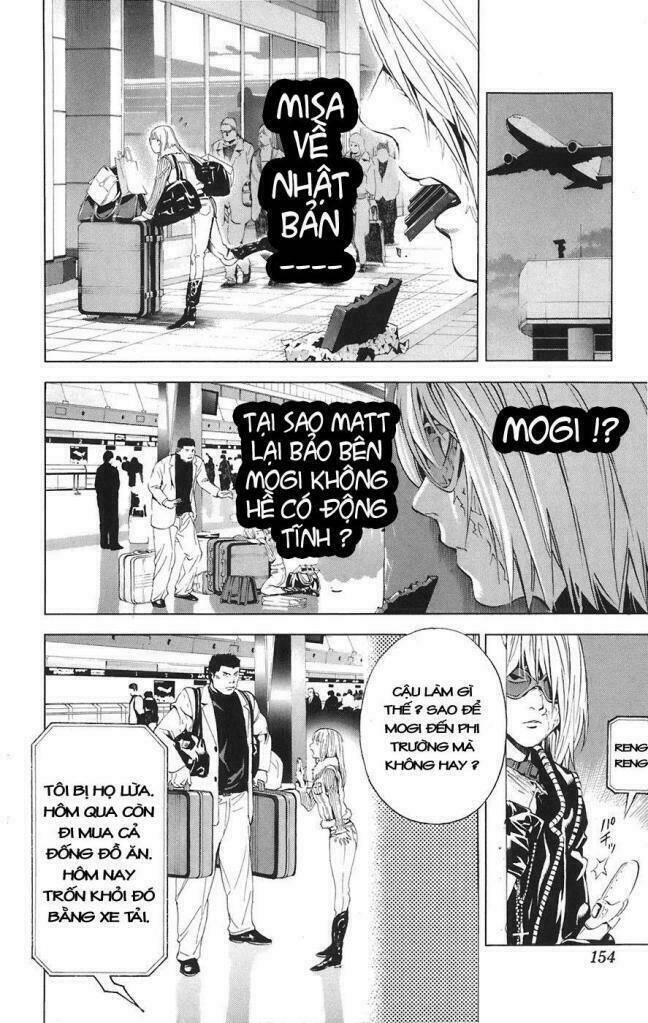 MISA
VỀ
NHẬT
BẢN
----
MOGI !?
TẠI SAO MATT
LẠI BẢO BÊN
MOGI KHÔNG
HỀ CÓ ĐỘNG
TĨNH ?
RENG
RENG
CẬU LÀM GÌ
THẾ ? SAO ĐỂ
MOGI ĐẾN PHI
TRƯỜNG MÀ
KHÔNG HAY ?
TÔI BỊ HỌ LỪA.
HÔM QUA CÒN
ĐI MUA CẢ
ĐỐNG ĐỒ ĂN.
HÔM NAY
TRỐN KHỎI ĐÓ
BẰNG XE TẢI.
154